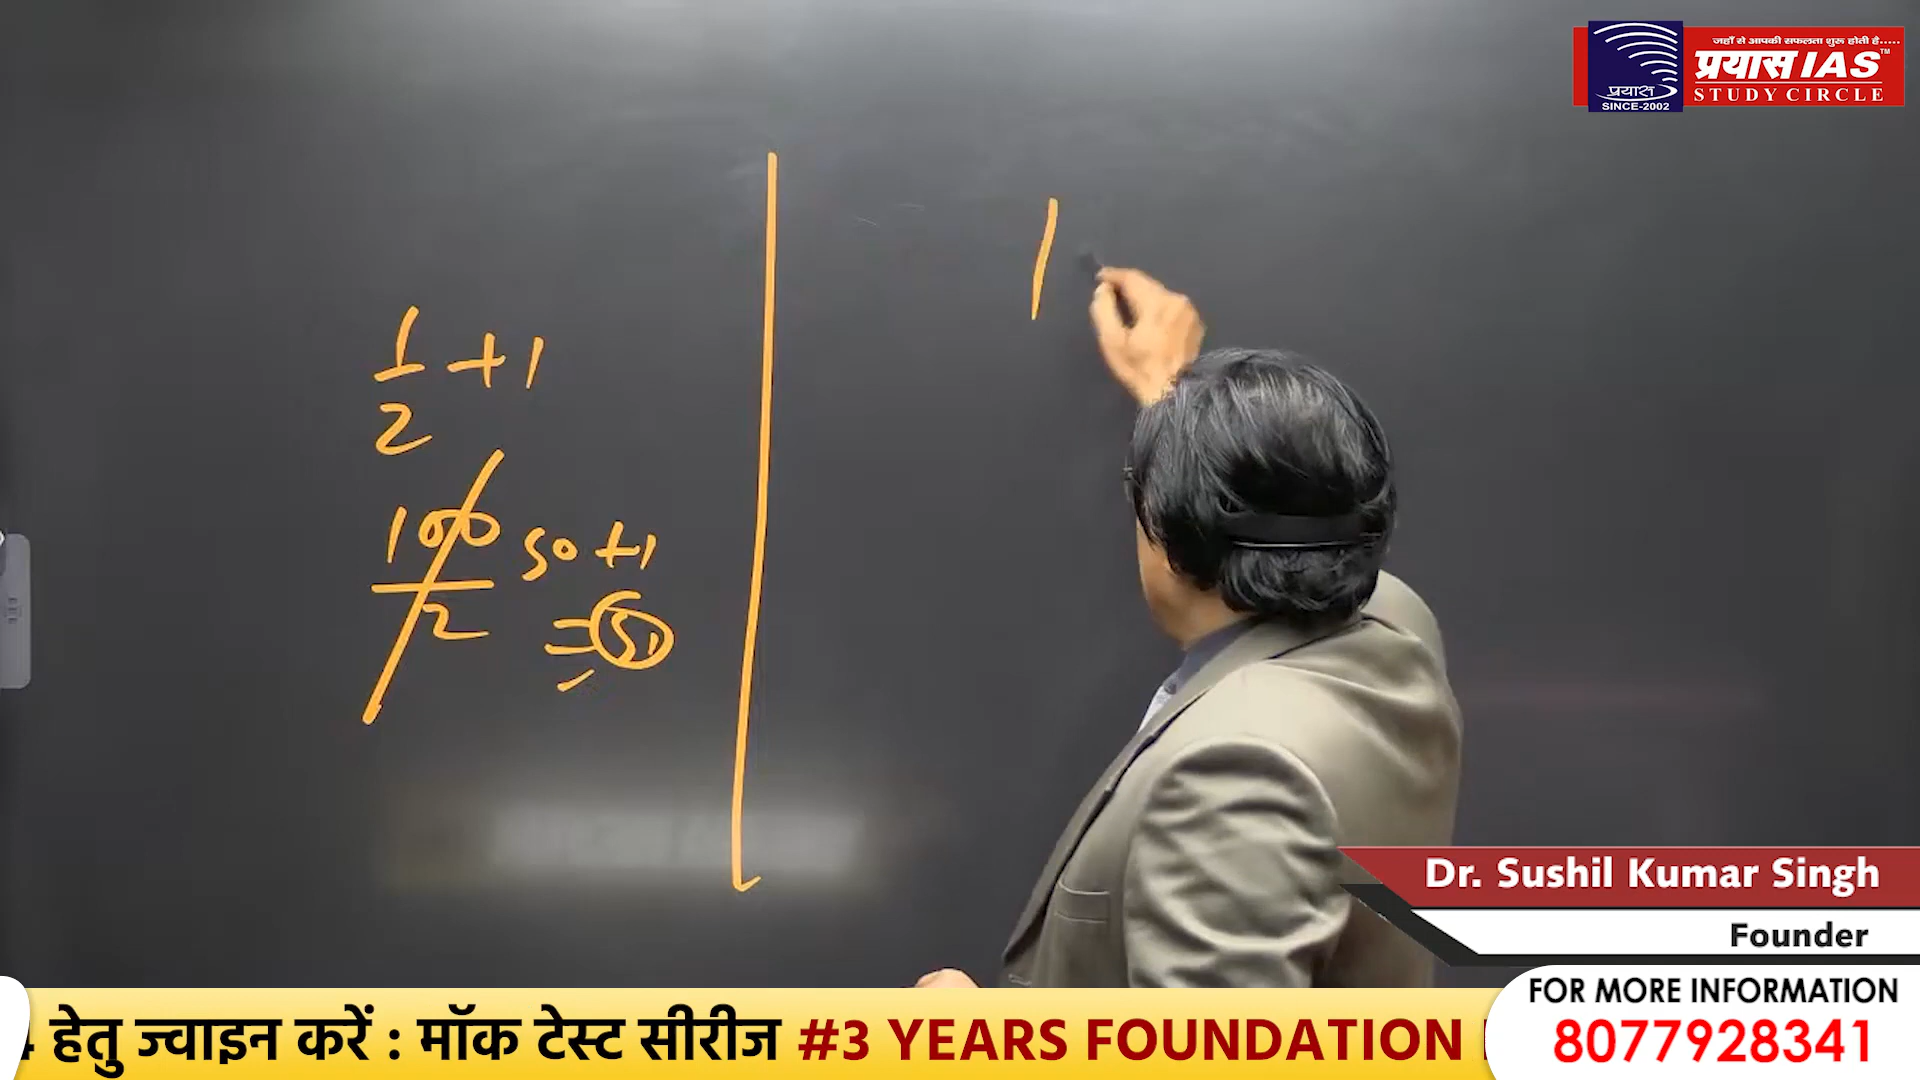 जहाँ से आपकी सफलता शुरू होती है.....
प्रयास IAS™
STUDY CIRCLE
प्रयास
SINCE-2002
1
1 +1
2
100 50 +1
2
= 51
Dr. Sushil Kumar Singh
Founder
FOR MORE INFORMATION
8077928341
हेतु ज्वाइन करें : मॉक टेस्ट सीरीज #3 YEARS FOUNDATION